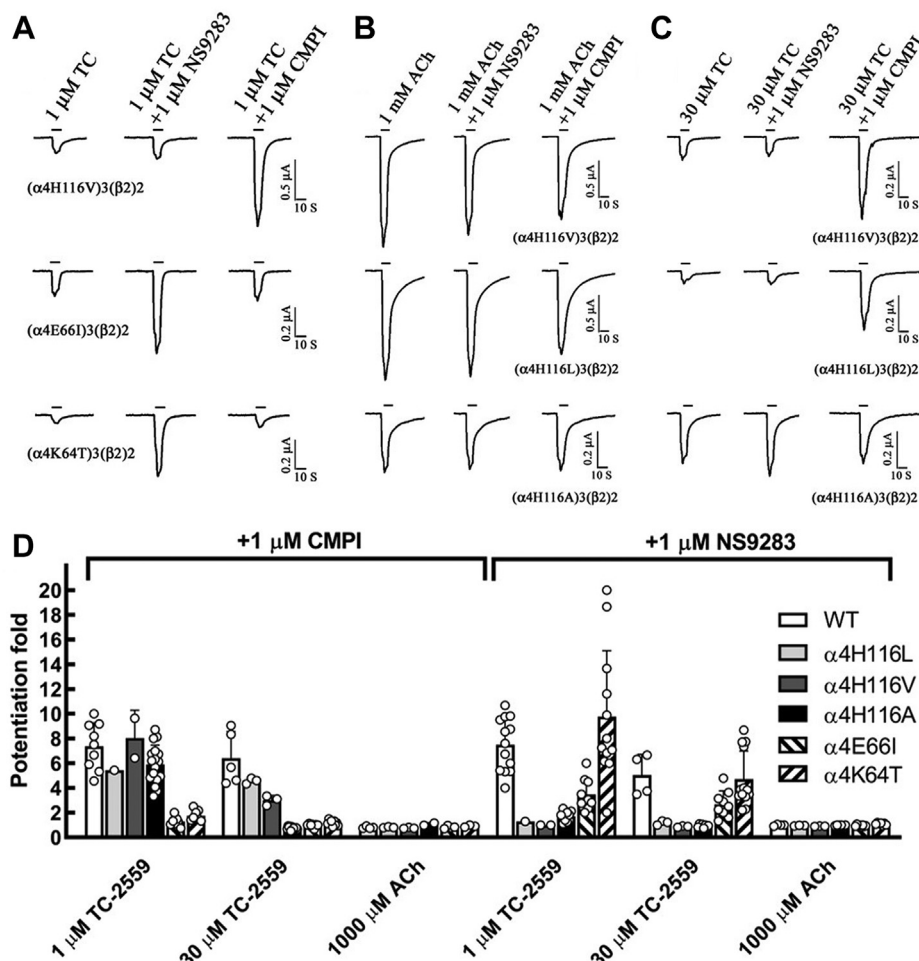 A
B
C
1 μM TC
1 μM TC
+1 μM NS9283
1 μM TC
+1 μM CMPI
1 mM ACh
1 mM ACh
+1 μM NS9283
1 mM ACh
+1 μM CMPI
30 μM TC
30 μM TC
+1 μM NS9283
30 μM TC
+1 μM CMPI
(α4H116V)3(β2)2
0.5 μA
10 S
0.5 μA
10 S
(α4H116V)3(β2)2
0.2 μA
10 S
(α4H116V)3(β2)2
(α4E66I)3(β2)2
0.2 μA
10 S
0.5 μA
10 S
(α4H116L)3(β2)2
0.2 μA
10 S
(α4H116L)3(β2)2
(α4K64T)3(β2)2
0.2 μA
10 S
0.2 μA
10 S
(α4H116A)3(β2)2
0.2 μA
10 S
(α4H116A)3(β2)2
D
+1 μM CMPI
+1 μM NS9283
Potentiation fold
20
18
16
14
12
10
8
6
4
2
0
WT
α4H116L
α4H116V
α4H116A
α4E66I
α4K64T
1 μM TC-2559
30 μM TC-2559
1000 μM ACh
1 μM TC-2559
30 μM TC-2559
1000 μM ACh